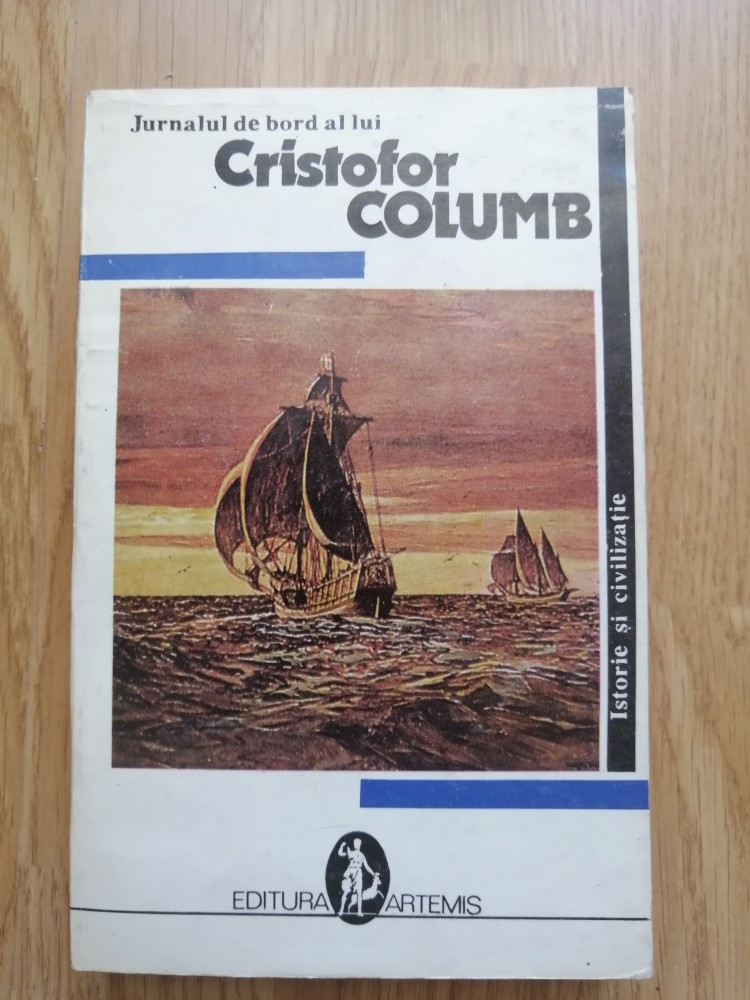 Jurnalul de bord al lui
Cristofor
COLUMB
Istorie și civilizație
EDITURA ARTEMIS